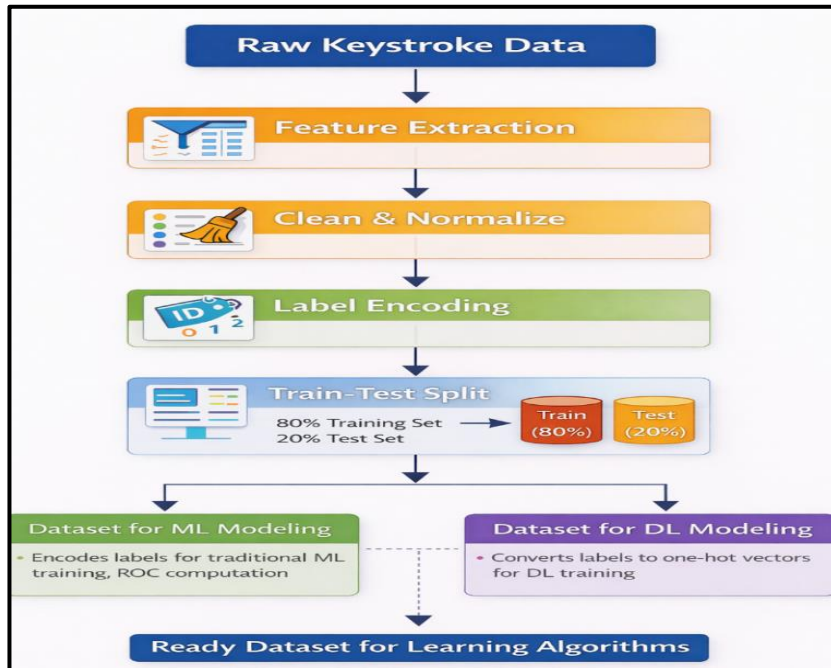 Raw Keystroke Data
Feature Extraction
Clean & Normalize
ID
0 1 2
Label Encoding
Train-Test Split
80% Training Set
20% Test Set
Train
(80%)
Test
(20%)
Dataset for ML Modeling
• Encodes labels for traditional ML
training, ROC computation
Dataset for DL Modeling
• Converts labels to one-hot vectors
for DL training
Ready Dataset for Learning Algorithms